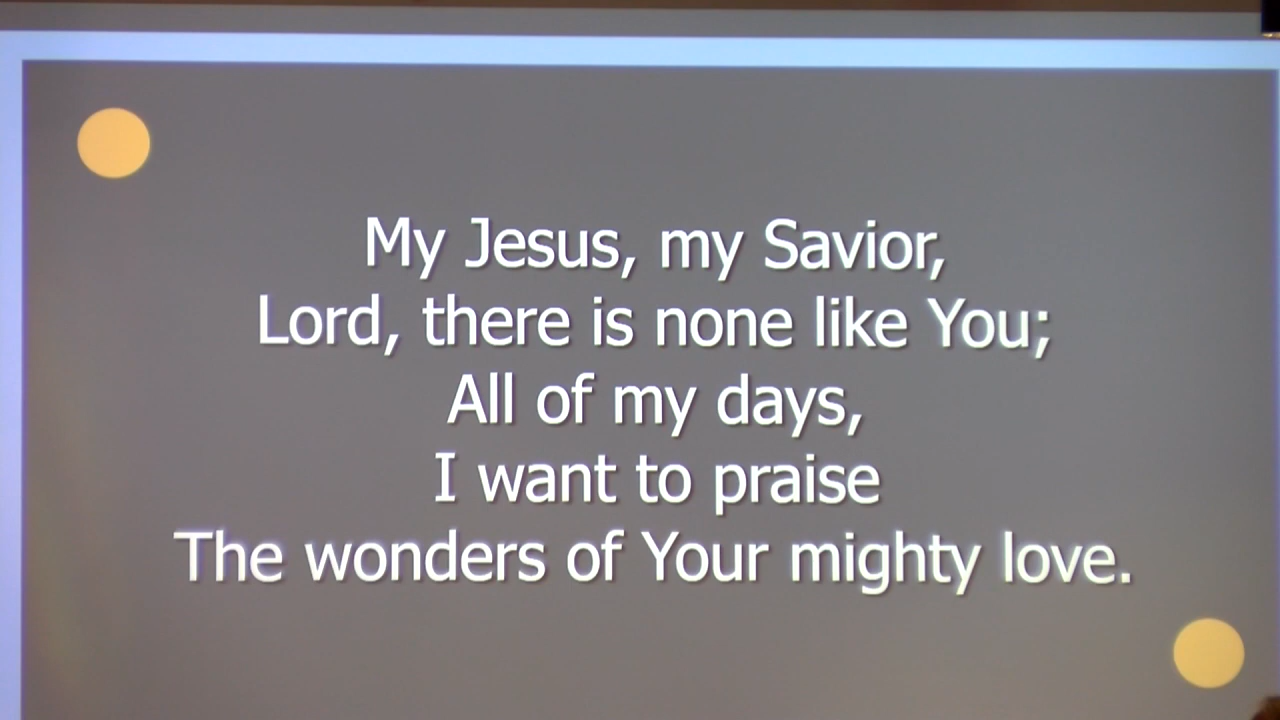 My Jesus, my Savior,
Lord, there is none like You;
All of my days,
I want to praise
The wonders of Your mighty love.